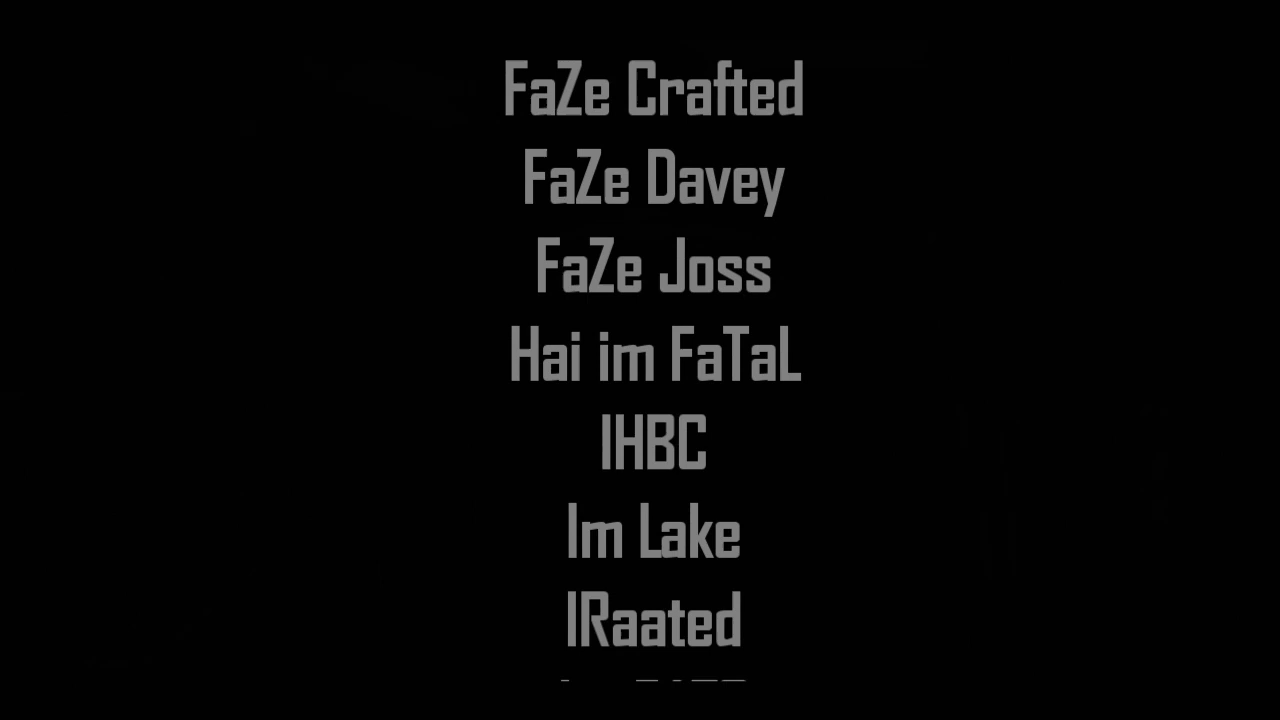 FaZe Crafted
FaZe Davey
FaZe Joss
Hai im FaTaL
IHBC
Im Lake
IRaated